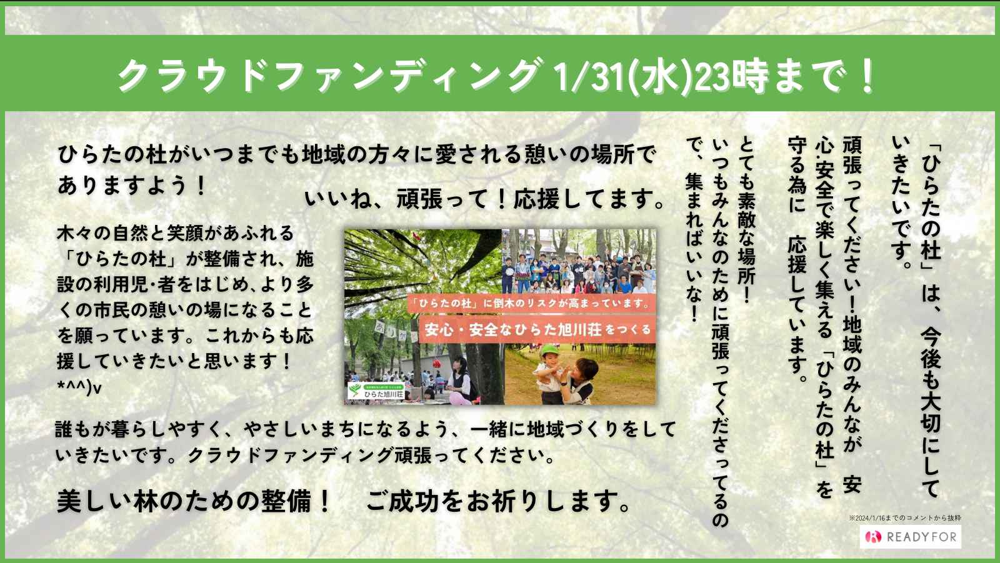 クラウドファンディング 1/31(水)23時まで！
ひらたの杜がいつまでも地域の方々に愛される憩いの場所で
ありますよう！
いいね、頑張って！応援してます。
木々の自然と笑顔があふれる
「ひらたの杜」が整備され、施
設の利用児･者をはじめ､より多
くの市民の憩いの場になること
を願っています。これからも応
援していきたいと思います！
*^^)v
「ひらたの杜」に倒木のリスクが高まっています。
安心・安全なひらた旭川荘をつくる
ありが
ひらた旭川荘
誰もが暮らしやすく、やさしいまちになるよう、一緒に地域づくりをして
いきたいです。クラウドファンディング頑張ってください。
美しい林のための整備！　ご成功をお祈りします。
「ひらたの杜」は、今後も大切にして
いきたいです。
頑張ってください！地域のみんなが　安
心･安全で楽しく集える「ひらたの杜」を
守る為に　応援しています。
とても素敵な場所！
いつもみんなのために頑張ってくださってるの
で、集まればいいな！
※2024/1/16までのコメントから抜粋
READYFOR